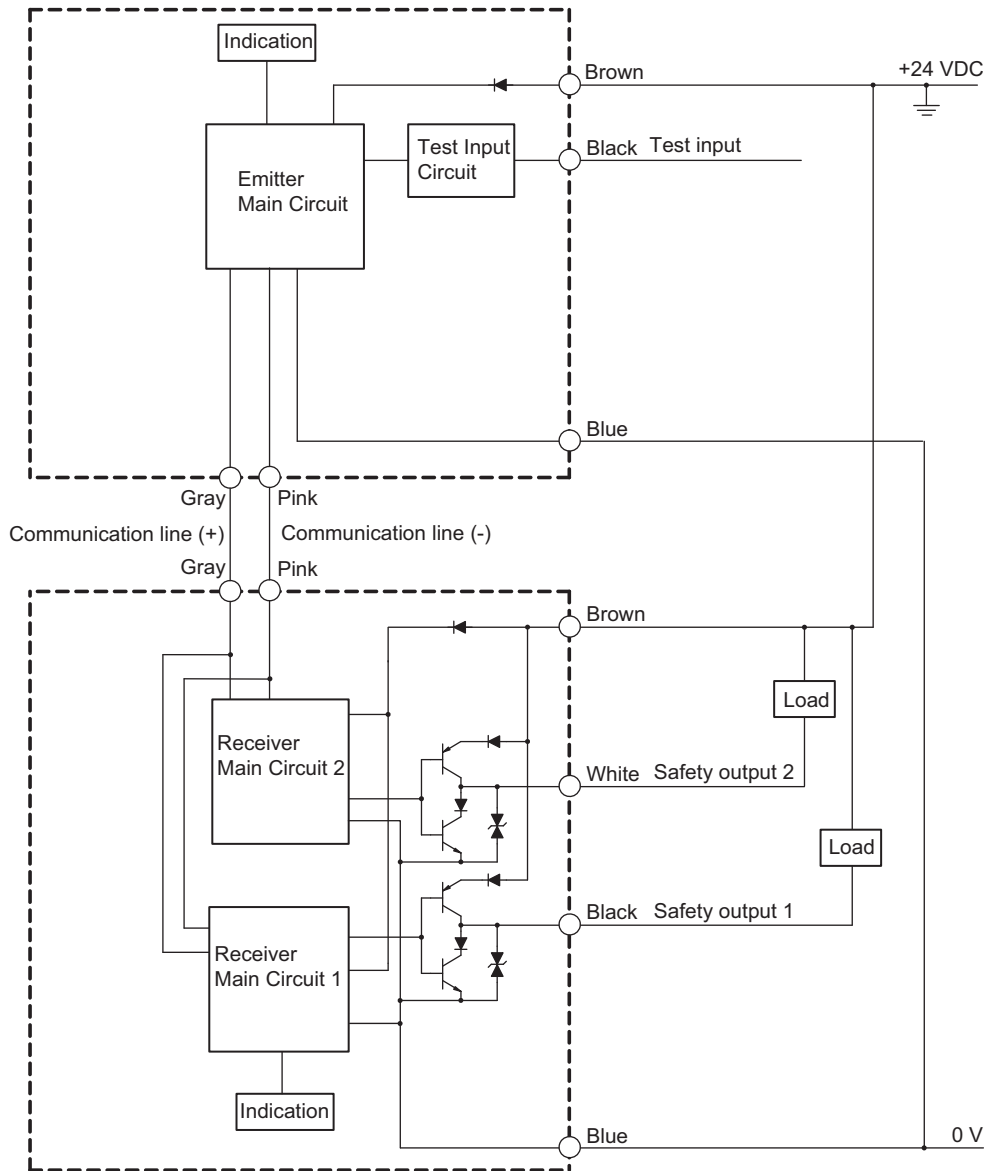 Indication
Brown
+24 VDC
Emitter
Main Circuit
Test Input
Circuit
Black Test input
Blue
Gray
Pink
Communication line (+)
Communication line (-)
Gray
Pink
Brown
Load
Receiver
Main Circuit 2
White Safety output 2
Load
Black Safety output 1
Receiver
Main Circuit 1
Indication
Blue
0 V